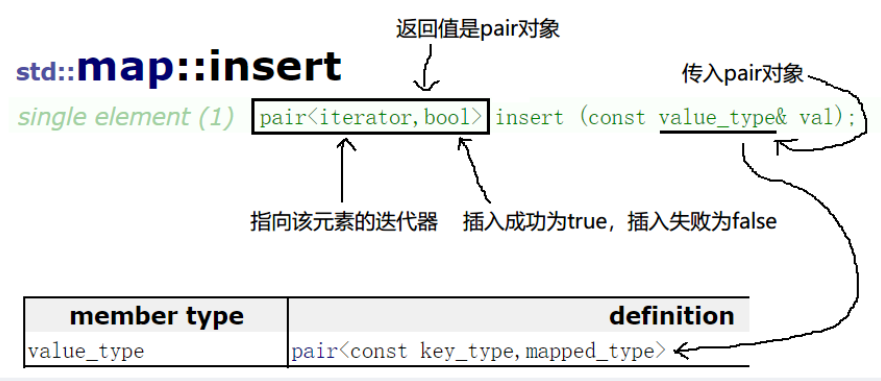 返回值是pair对象
std::map::insert
传入pair对象
single element (1) pair<iterator,bool> insert (const value_type& val);
指向该元素的迭代器 插入成功为true，插入失败为false
member type definition
value_type pair<const key_type,mapped_type>